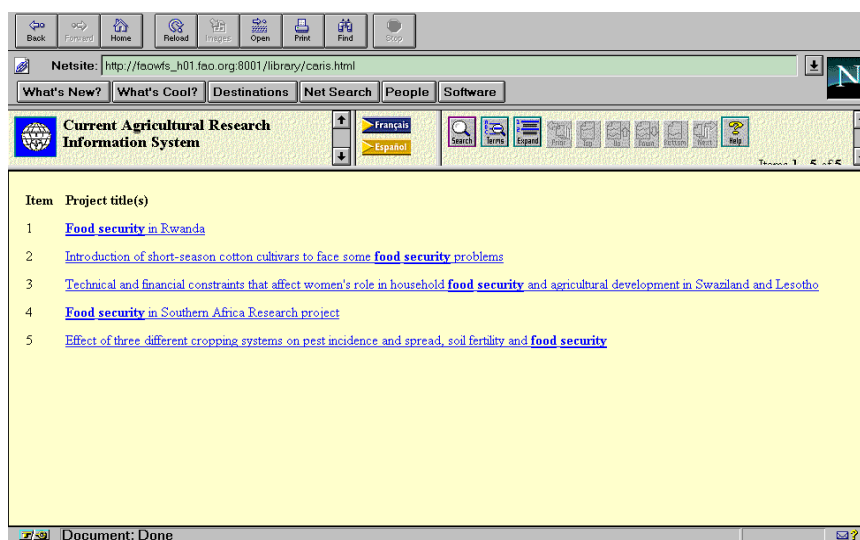 Back Forward Home Reload Images Open Print Find Stop
Netsite: http://faowfs_h01.fao.org:8001/library/caris.html
N
What's New? What's Cool? Destinations Net Search People Software
Current Agricultural Research
Information System
Français
Español
Search Terms Expand Print Top Up Down Bottom Next Help
Items 1 - 5 of 5
Item Project title(s)
1 Food security in Rwanda
2 Introduction of short-season cotton cultivars to face some food security problems
3 Technical and financial constraints that affect women's role in household food security and agricultural development in Swaziland and Lesotho
4 Food security in Southern Africa Research project
5 Effect of three different cropping systems on pest incidence and spread, soil fertility and food security
Document: Done